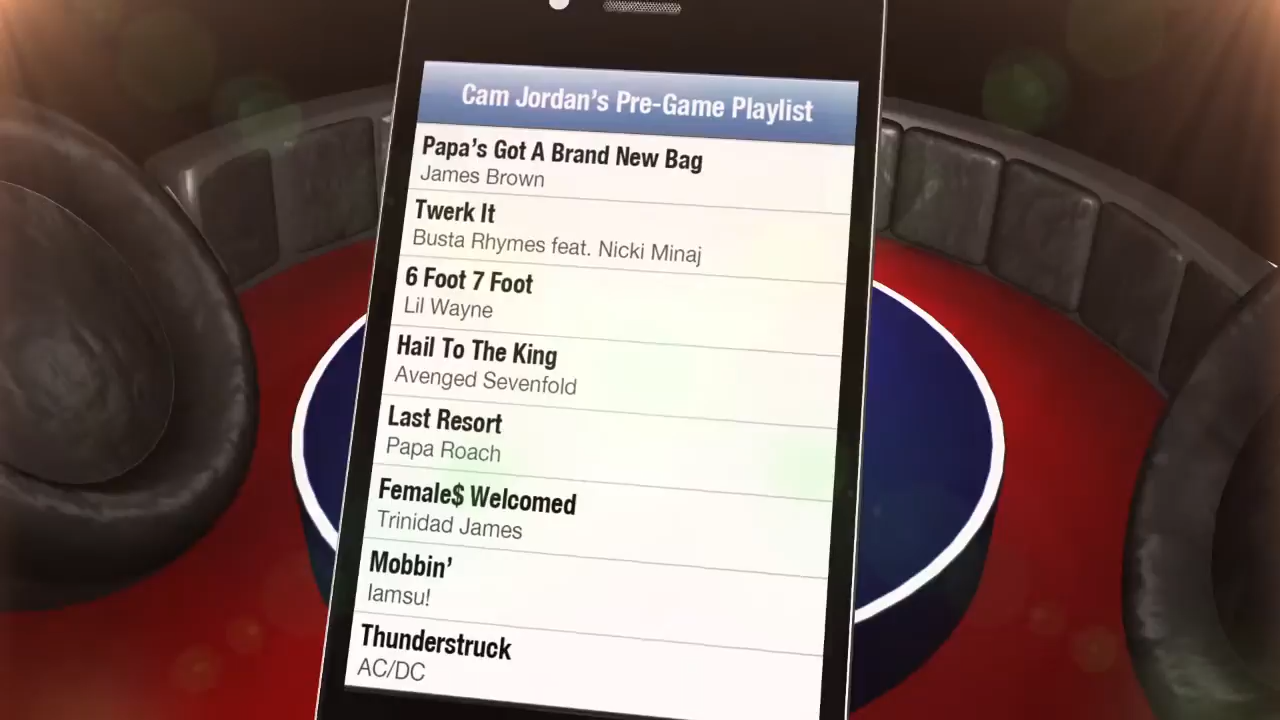 Cam Jordan's Pre-Game Playlist
Papa's Got A Brand New Bag
James Brown
Twerk It
Busta Rhymes feat. Nicki Minaj
6 Foot 7 Foot
Lil Wayne
Hail To The King
Avenged Sevenfold
Last Resort
Papa Roach
Female$ Welcomed
Trinidad James
Mobbin'
Iamsu!
Thunderstruck
AC/DC